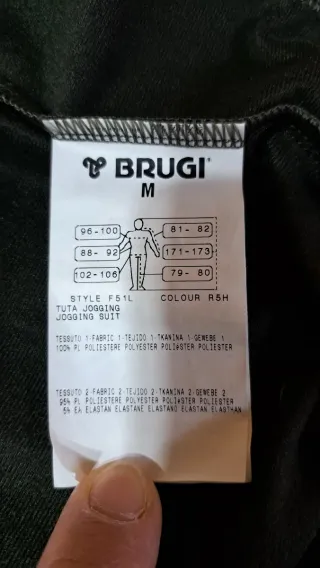 BRUGI
M
96-100 81- 82
88- 92 171-173
102-106 79- 80
STYLE F51L COLOUR R5H
TUTA JOGGING
JOGGING SUIT
TESSUTO 1-FABRIC 1-TEJIDO 1-TKANINA 1-GEWEBE 1
100% PL POLIESTERE POLYESTER POLIéSTER POLIESTER
TESSUTO 2-FABRIC 2-TEJIDO 2-TKANINA 2-GEWEBE 2
95% PL POLIESTERE POLYESTER POLIéSTER POLIESTER
5% EA ELASTAN ELASTANE ELASTANO ELASTAN ELASTHAN